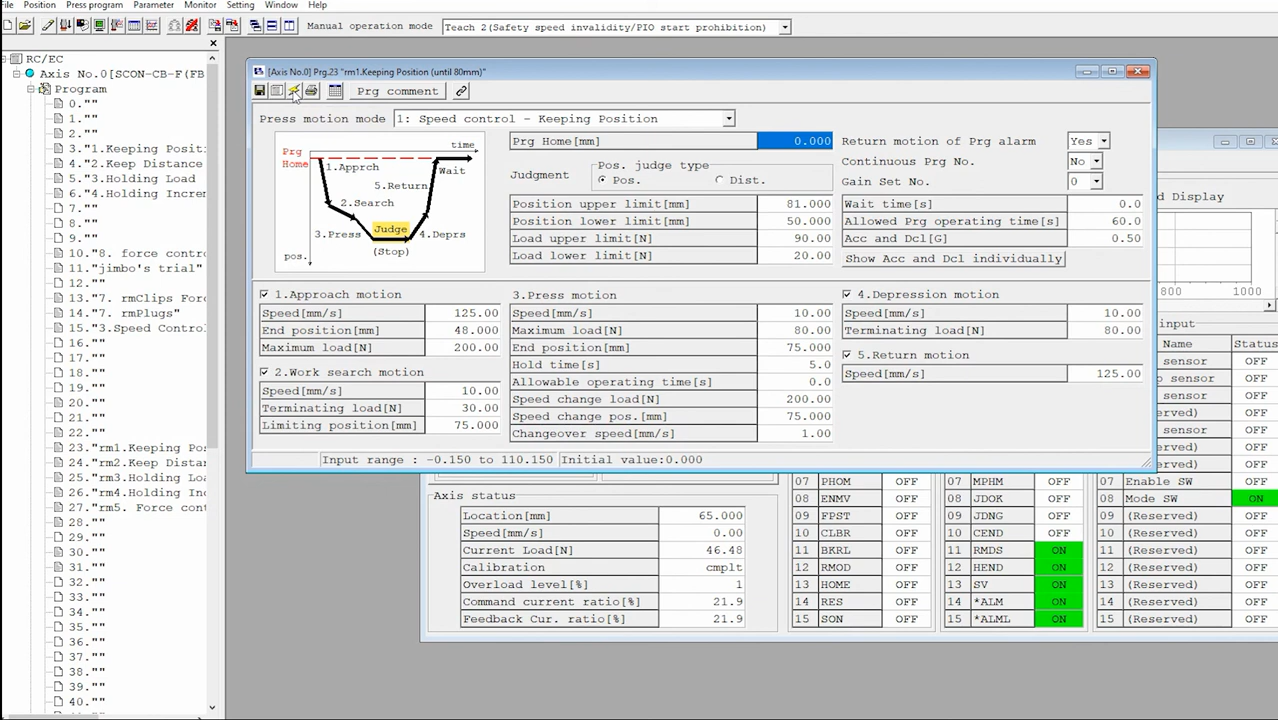 File Position Press program Parameter Monitor Setting Window Help
Manual operation mode Teach 2(Safety speed invalidity/PIO start prohibition)
RC/EC
Axis No.0[SCON-CB-F(FB
Program
0.""
1.""
2.""
3."1.Keeping Positi
4."2.Keep Distance
5."3.Holding Load
6."4.Holding Increm
7.""
8.""
9.""
10."8. force contro
11."jimbo's trial"
12.""
13."7. rmClips Forc
14."7. rmPlugs"
15."3.Speed Control
16.""
17.""
18.""
19.""
20.""
21.""
22.""
23."rm1.Keeping Pos
24."rm2.Keep Distan
25."rm3.Holding Loa
26."rm4.Holding Inc
27."rm5. Force cont
28.""
29.""
30.""
31.""
32.""
33.""
34.""
35.""
36.""
37.""
38.""
39.""
40.""
[Axis No.0] Prg.23 "rm1.Keeping Position (until 80mm)"
Prg comment
Press motion mode 1: Speed control - Keeping Position
time
Prg Home
1.Apprch
5.Return
Wait
2.Search
Judge
3.Press
4.Deprs
(Stop)
pos.
Prg Home[mm] 0.000
Judgment Pos. judge type
Pos. Dist.
Position upper limit[mm] 81.000
Position lower limit[mm] 50.000
Load upper limit[N] 90.00
Load lower limit[N] 20.00
Return motion of Prg alarm Yes
Continuous Prg No. No
Gain Set No. 0
Wait time[s] 0.0
Allowed Prg operating time[s] 60.0
Acc and Dcl[G] 0.50
Show Acc and Dcl individually
1.Approach motion
Speed[mm/s] 125.00
End position[mm] 48.000
Maximum load[N] 200.00
2.Work search motion
Speed[mm/s] 10.00
Terminating load[N] 30.00
Limiting position[mm] 75.000
3.Press motion
Speed[mm/s] 10.00
Maximum load[N] 80.00
End position[mm] 75.000
Hold time[s] 5.0
Allowable operating time[s] 0.0
Speed change load[N] 200.00
Speed change pos.[mm] 75.000
Changeover speed[mm/s] 1.00
4.Depression motion
Speed[mm/s] 10.00
Terminating load[N] 80.00
5.Return motion
Speed[mm/s] 125.00
Input range : -0.150 to 110.150 Initial value:0.000
Axis status
Location[mm] 65.000
Speed[mm/s] 0.00
Current Load[N] 46.48
Calibration cmplt
Overload level[%] 1
Command current ratio[%] 21.9
Feedback Cur. ratio[%] 21.9
07 PHOM OFF
08 ENMV OFF
09 FPST OFF
10 CLBR OFF
11 BKRL OFF
12 RMOD OFF
13 HOME OFF
14 RES OFF
15 SON OFF
07 MPHM OFF
08 JDOK OFF
09 JDNG OFF
10 CEND OFF
11 RMDS ON
12 HEND ON
13 SV ON
14 *ALM ON
15 *ALML ON
Display
800 1000
input
Name Status
sensor OFF
sensor OFF
sensor OFF
OFF
sensor OFF
OFF
OFF
07 Enable SW OFF
08 Mode SW ON
09 (Reserved) OFF
10 (Reserved) OFF
11 (Reserved) OFF
12 (Reserved) OFF
13 (Reserved) OFF
14 (Reserved) OFF
15 (Reserved) OFF